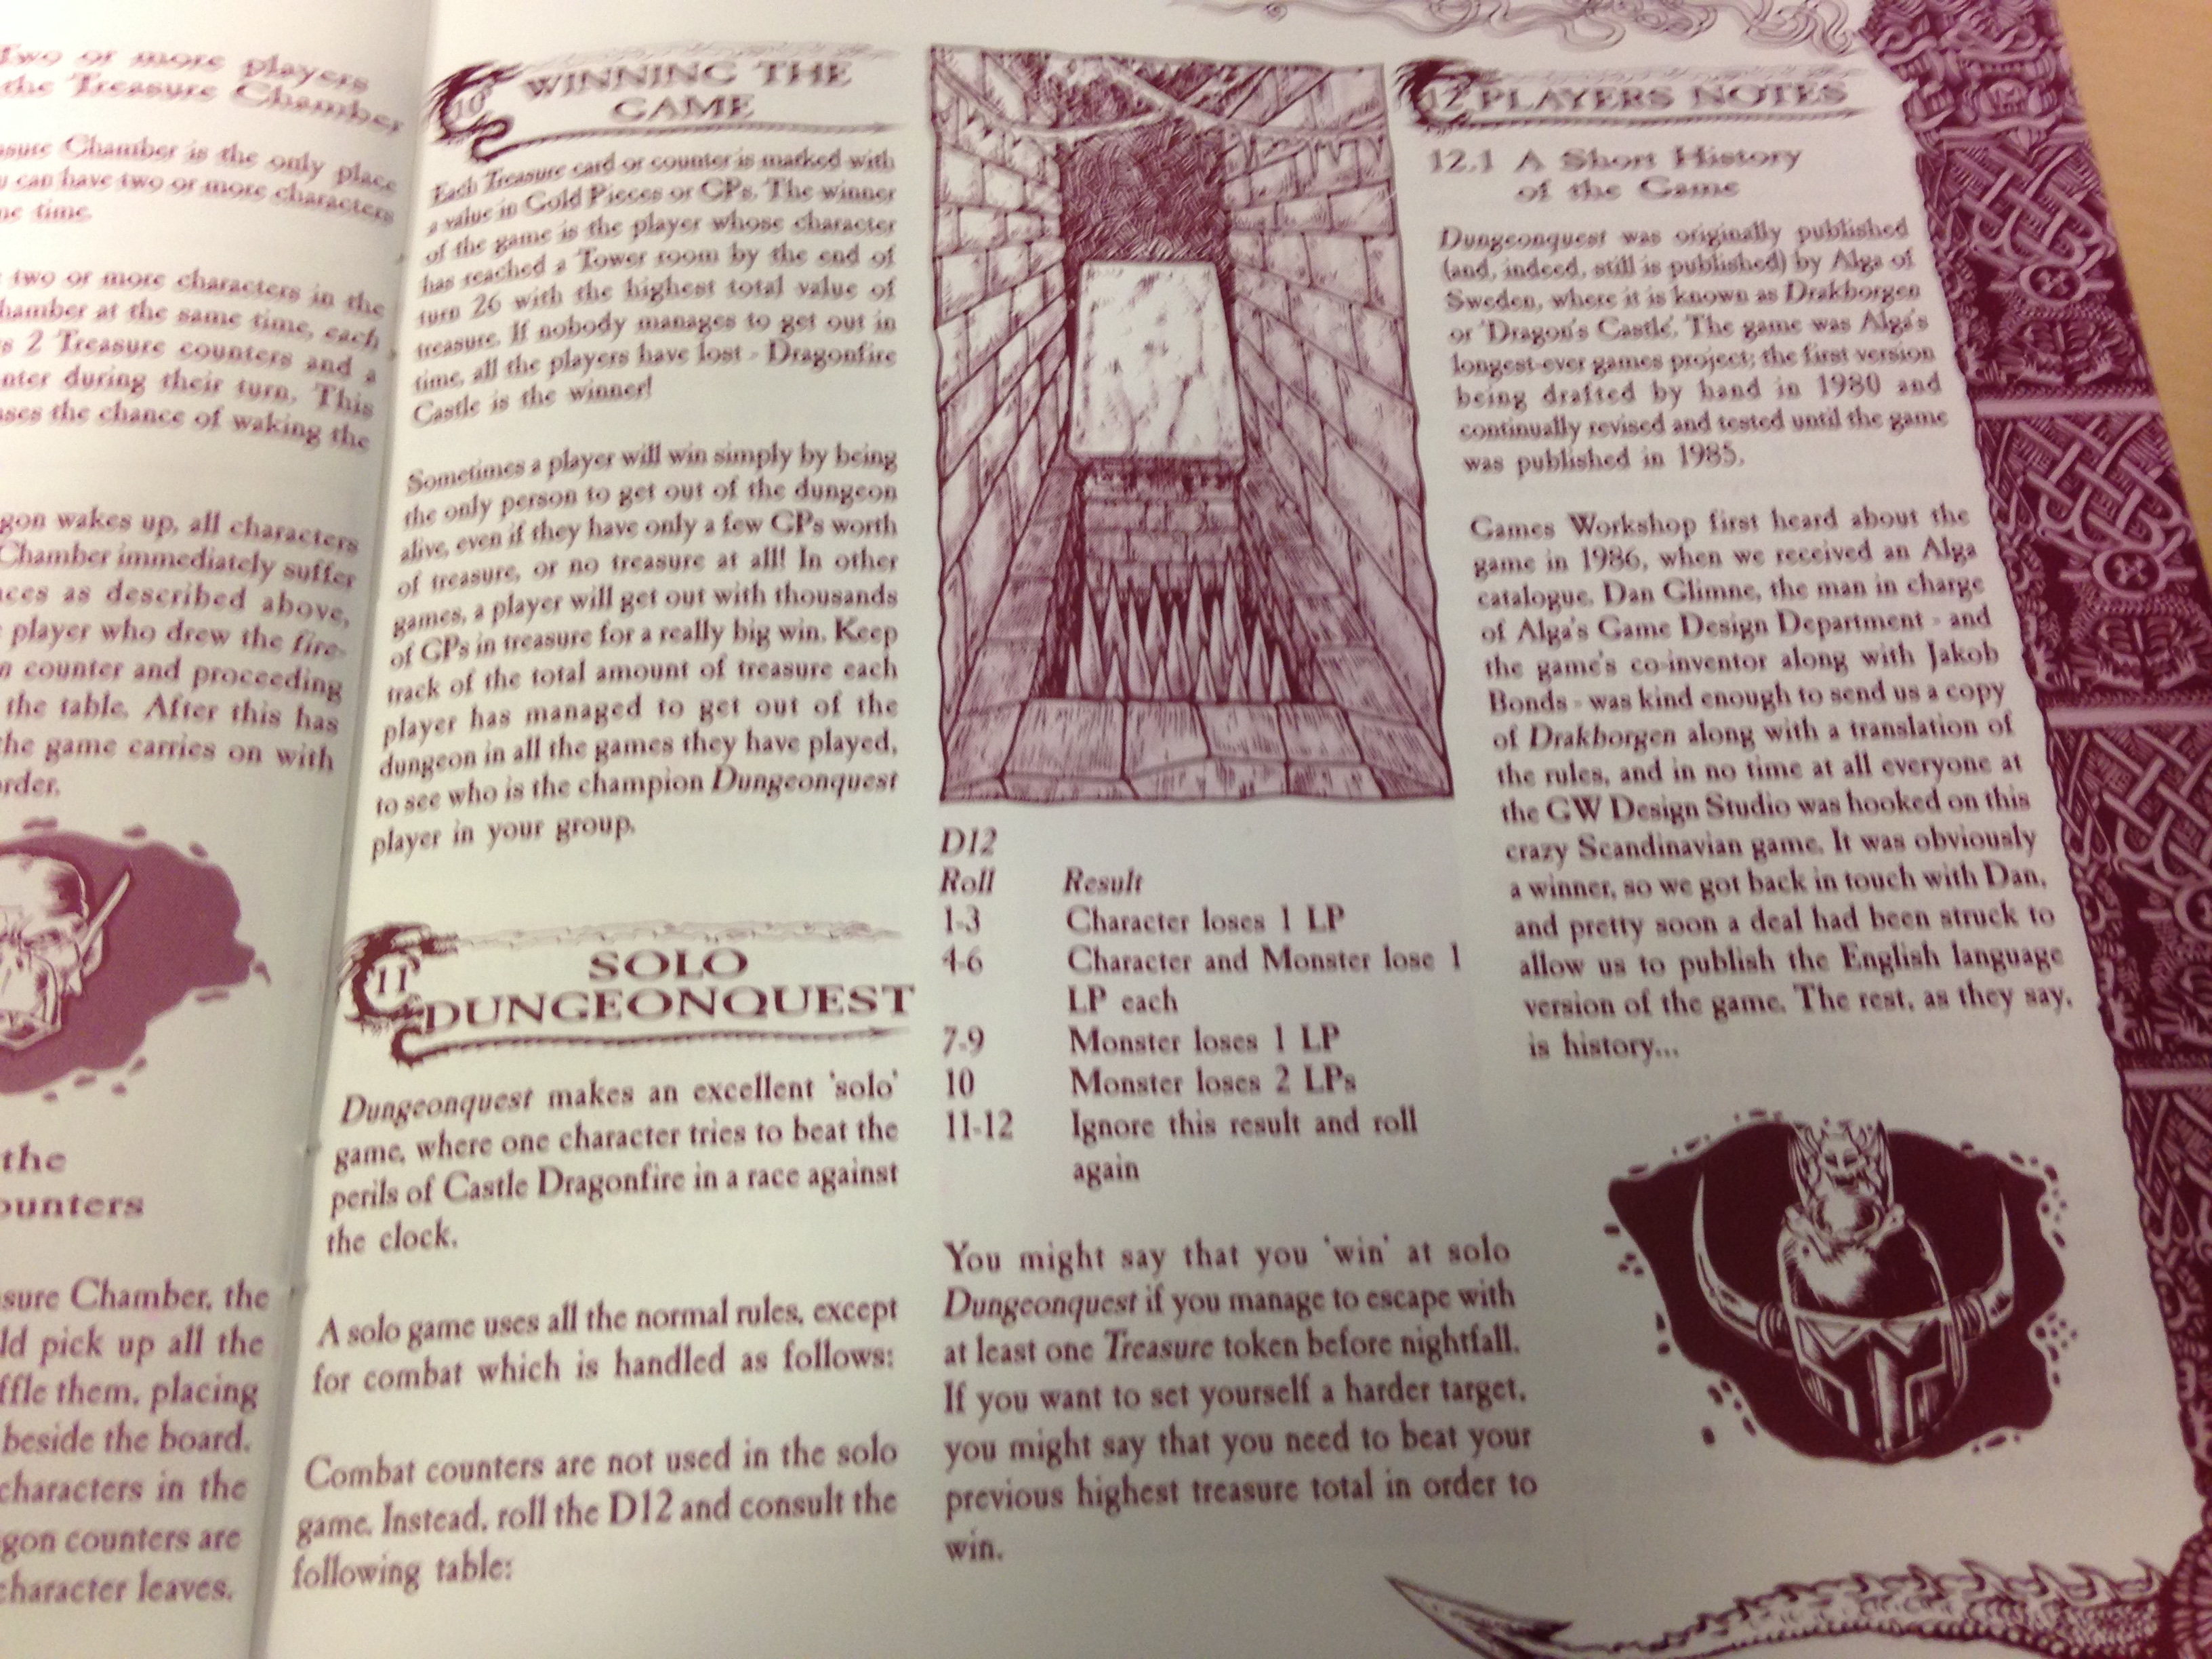 Two or more players
the Treasure Chamber
asure Chamber is the only place
u can have two or more characters
me time.
two or more characters in the
hamber at the same time, each
s 2 Treasure counters and a
nter during their turn. This
ases the chance of waking the
gon wakes up, all characters
Chamber immediately suffer
nces as described above,
player who drew the fire-
n counter and proceeding
the table. After this has
the game carries on with
order.
the
ounters
asure Chamber, the
ld pick up all the
ffle them, placing
beside the board.
characters in the
gon counters are
character leaves.
10 WINNING THE
GAME
Each Treasure card or counter is marked with
a value in Gold Pieces or GPs. The winner
of the game is the player whose character
has reached a Tower room by the end of
turn 26 with the highest total value of
treasure. If nobody manages to get out in
time, all the players have lost - Dragonfire
Castle is the winner!
Sometimes a player will win simply by being
the only person to get out of the dungeon
alive, even if they have only a few GPs worth
of treasure, or no treasure at all! In other
games, a player will get out with thousands
of GPs in treasure for a really big win. Keep
track of the total amount of treasure each
player has managed to get out of the
dungeon in all the games they have played,
to see who is the champion Dungeonquest
player in your group.
11 SOLO
DUNGEONQUEST
Dungeonquest makes an excellent 'solo'
game, where one character tries to beat the
perils of Castle Dragonfire in a race against
the clock.
A solo game uses all the normal rules, except
for combat which is handled as follows:
Combat counters are not used in the solo
game. Instead, roll the D12 and consult the
following table:
D12
Roll Result
1-3 Character loses 1 LP
4-6 Character and Monster lose 1
LP each
7-9 Monster loses 1 LP
10 Monster loses 2 LPs
11-12 Ignore this result and roll
again
You might say that you 'win' at solo
Dungeonquest if you manage to escape with
at least one Treasure token before nightfall.
If you want to set yourself a harder target,
you might say that you need to beat your
previous highest treasure total in order to
win.
12 PLAYERS NOTES
12.1 A Short History
of the Game
Dungeonquest was originally published
(and, indeed, still is published) by Alga of
Sweden, where it is known as Drakborgen
or 'Dragon's Castle'. The game was Alga's
longest-ever games project; the first version
being drafted by hand in 1980 and
continually revised and tested until the game
was published in 1985.
Games Workshop first heard about the
game in 1986, when we received an Alga
catalogue. Dan Glimne, the man in charge
of Alga's Game Design Department - and
the game's co-inventor along with Jakob
Bonds - was kind enough to send us a copy
of Drakborgen along with a translation of
the rules, and in no time at all everyone at
the GW Design Studio was hooked on this
crazy Scandinavian game. It was obviously
a winner, so we got back in touch with Dan,
and pretty soon a deal had been struck to
allow us to publish the English language
version of the game. The rest, as they say,
is history...